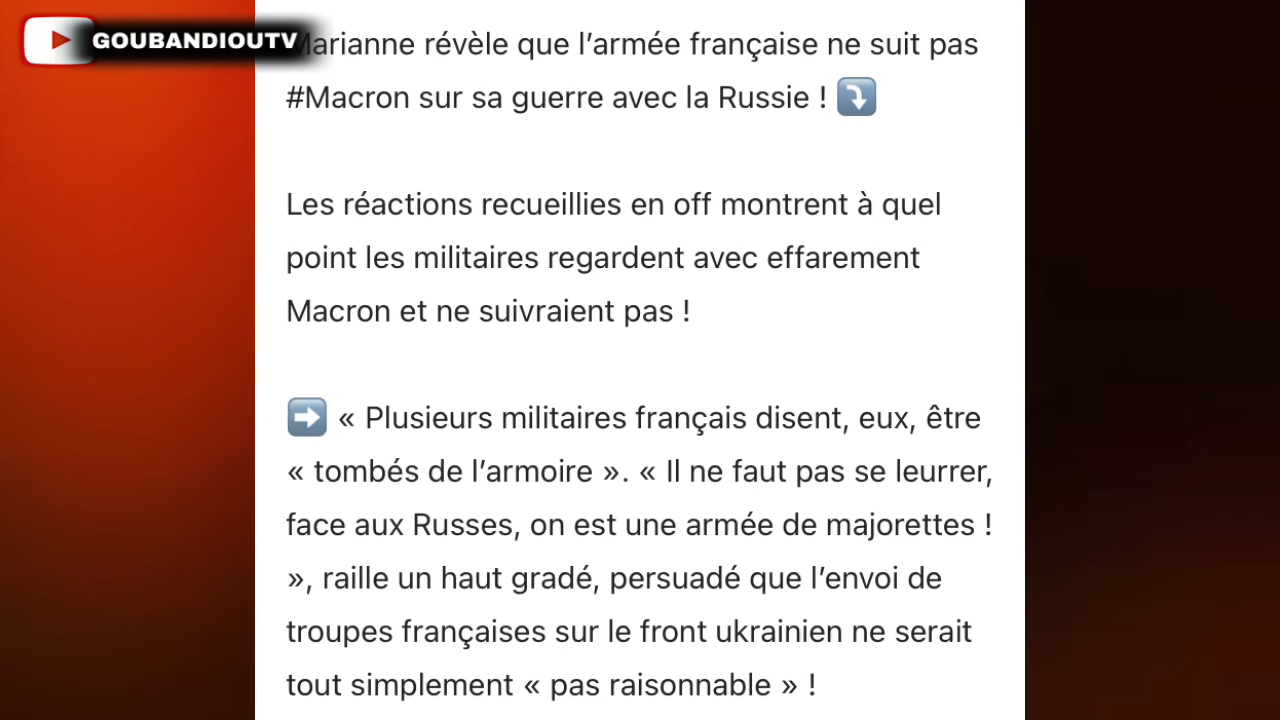 GOUBANDIOUTV
Marianne révèle que l’armée française ne suit pas
#Macron sur sa guerre avec la Russie ! ⤵️
Les réactions recueillies en off montrent à quel
point les militaires regardent avec effarement
Macron et ne suivraient pas !
➡️ « Plusieurs militaires français disent, eux, être
« tombés de l’armoire ». « Il ne faut pas se leurrer,
face aux Russes, on est une armée de majorettes !
», raille un haut gradé, persuadé que l’envoi de
troupes françaises sur le front ukrainien ne serait
tout simplement « pas raisonnable » !